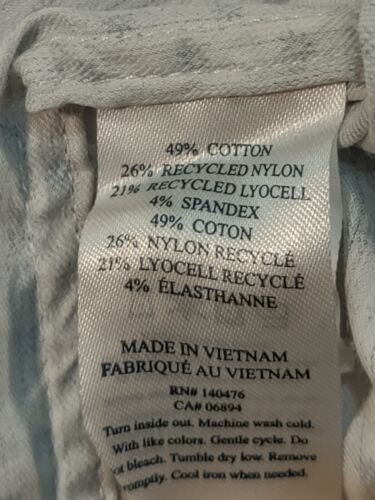 49% COTTON
26% RECYCLED NYLON
21% RECYCLED LYOCELL
4% SPANDEX
49% COTON
26% NYLON RECYCLÉ
21% LYOCELL RECYCLÉ
4% ÉLASTHANNE
MADE IN VIETNAM
FABRIQUÉ AU VIETNAM
RN# 140476
CA# 06894
Turn inside out. Machine wash cold.
With like colors. Gentle cycle. Do
not bleach. Tumble dry low. Remove
promptly. Cool iron when needed.